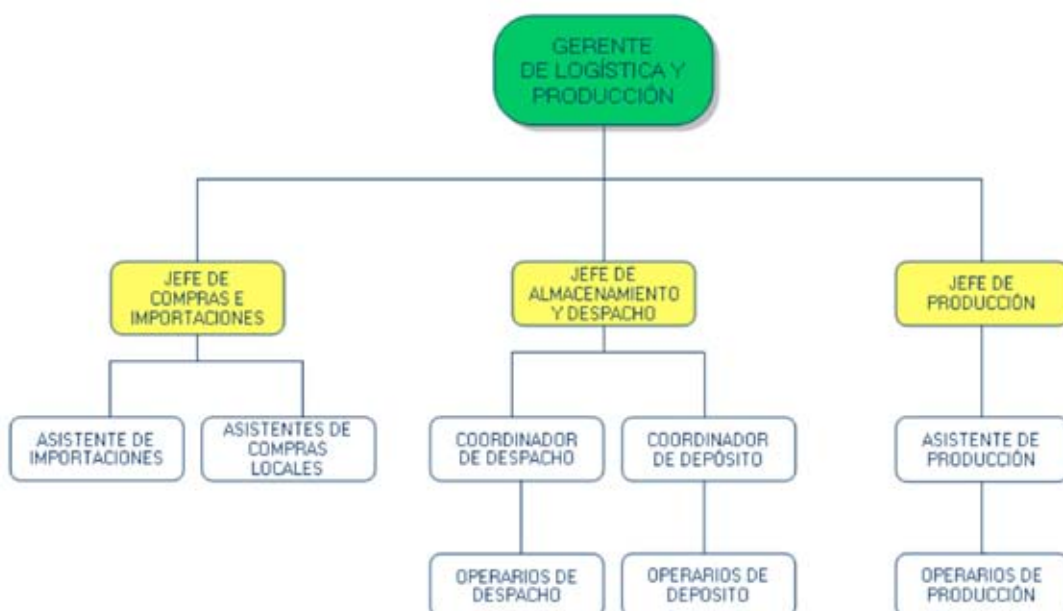 GERENTE
DE LOGÍSTICA Y
PRODUCCIÓN
JEFE DE
COMPRAS E
IMPORTACIONES
JEFE DE
ALMACENAMIENTO
Y DESPACHO
JEFE DE
PRODUCCIÓN
ASISTENTE DE
IMPORTACIONES
ASISTENTES DE
COMPRAS
LOCALES
COORDINADOR
DE DESPACHO
COORDINADOR
DE DEPÓSITO
ASISTENTE DE
PRODUCCIÓN
OPERARIOS DE
DESPACHO
OPERARIOS DE
DEPOSITO
OPERARIOS DE
PRODUCCIÓN